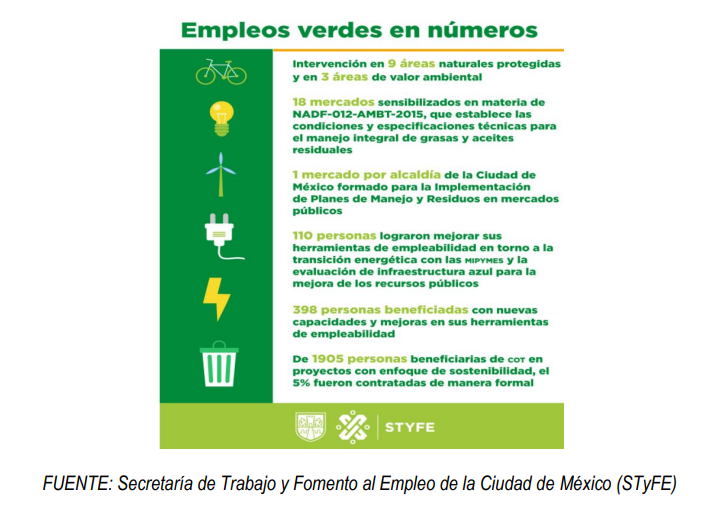 Empleos verdes en números
Intervención en 9 áreas naturales protegidas
y en 3 áreas de valor ambiental
18 mercados sensibilizados en materia de
NADF-012-AMBT-2015, que establece las
condiciones y especificaciones técnicas para
el manejo integral de grasas y aceites
residuales
1 mercado por alcaldía de la Ciudad de
México formado para la Implementación
de Planes de Manejo y Residuos en mercados
públicos
110 personas lograron mejorar sus
herramientas de empleabilidad en torno a la
transición energética con las MIPYMES y la
evaluación de infraestructura azul para la
mejora de los recursos públicos
398 personas beneficiadas con nuevas
capacidades y mejoras en sus herramientas
de empleabilidad
De 1905 personas beneficiarias de COT en
proyectos con enfoque de sostenibilidad, el
5% fueron contratadas de manera formal
STYFE
FUENTE: Secretaría de Trabajo y Fomento al Empleo de la Ciudad de México (STyFE)